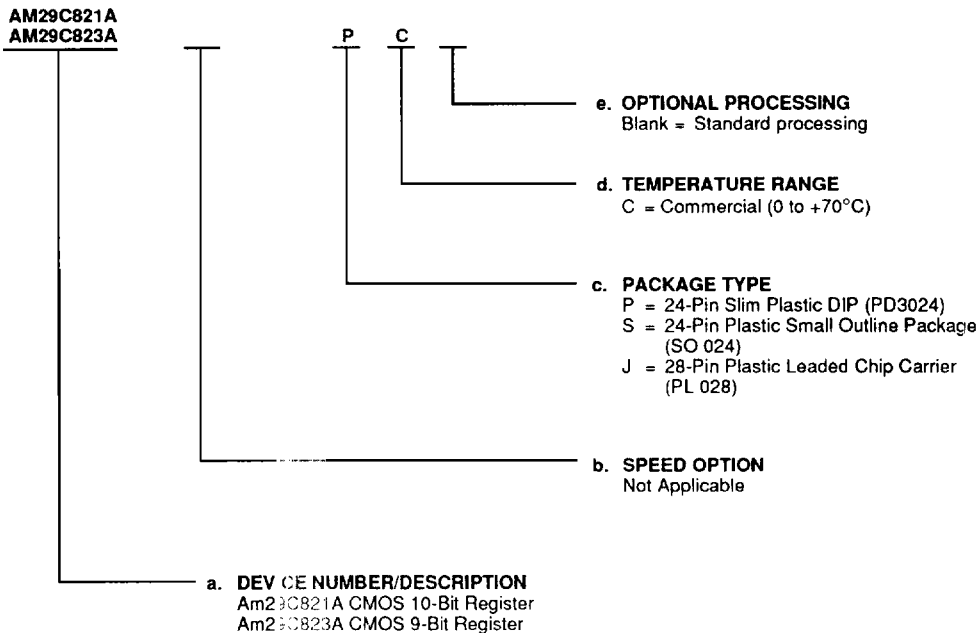 AM29C821A
AM29C823A
P C
e. OPTIONAL PROCESSING
Blank = Standard processing
d. TEMPERATURE RANGE
C = Commercial (0 to +70°C)
c. PACKAGE TYPE
P = 24-Pin Slim Plastic DIP (PD3024)
S = 24-Pin Plastic Small Outline Package
(SO 024)
J = 28-Pin Plastic Leaded Chip Carrier
(PL 028)
b. SPEED OPTION
Not Applicable
a. DEVICE NUMBER/DESCRIPTION
Am29C821A CMOS 10-Bit Register
Am29C823A CMOS 9-Bit Register